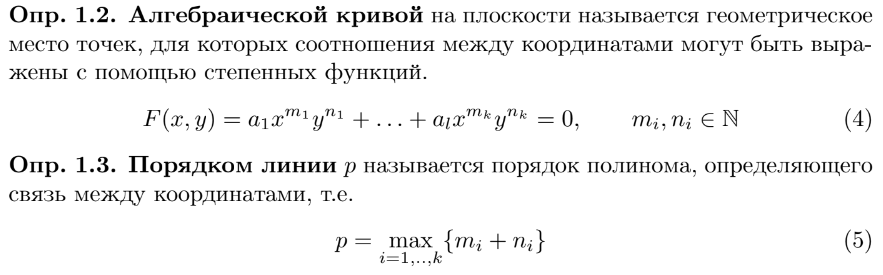 Опр. 1.2. Алгебраической кривой на плоскости называется геометрическое
место точек, для которых соотношения между координатами могут быть выра-
жены с помощью степенных функций.
F(x, y) = a₁x^{m₁}y^{n₁} + . . . + a_l x^{m_k}y^{n_k} = 0, m_i, n_i ∈ ℕ (4)
Опр. 1.3. Порядком линии p называется порядок полинома, определяющего
связь между координатами, т.е.
p = max_{i=1,..,k} {m_i + n_i} (5)